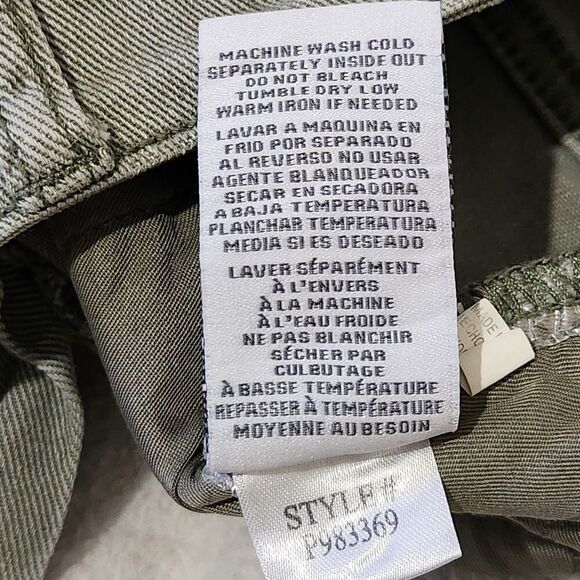 MACHINE WASH COLD
SEPARATELY INSIDE OUT
DO NOT BLEACH
TUMBLE DRY LOW
WARM IRON IF NEEDED
LAVAR A MAQUINA EN
FRIO POR SEPARADO
AL REVERSO NO USAR
AGENTE BLANQUEADOR
SECAR EN SECADORA
A BAJA TEMPERATURA
PLANCHAR TEMPERATURA
MEDIA SI ES DESEADO
LAVER SÉPARÉMENT
À L'ENVERS
À LA MACHINE
À L'EAU FROIDE
NE PAS BLANCHIR
SÉCHER PAR
CULBUTAGE
À BASSE TEMPÉRATURE
REPASSER À TEMPÉRATURE
MOYENNE AU BESOIN
STYLE #
P983369